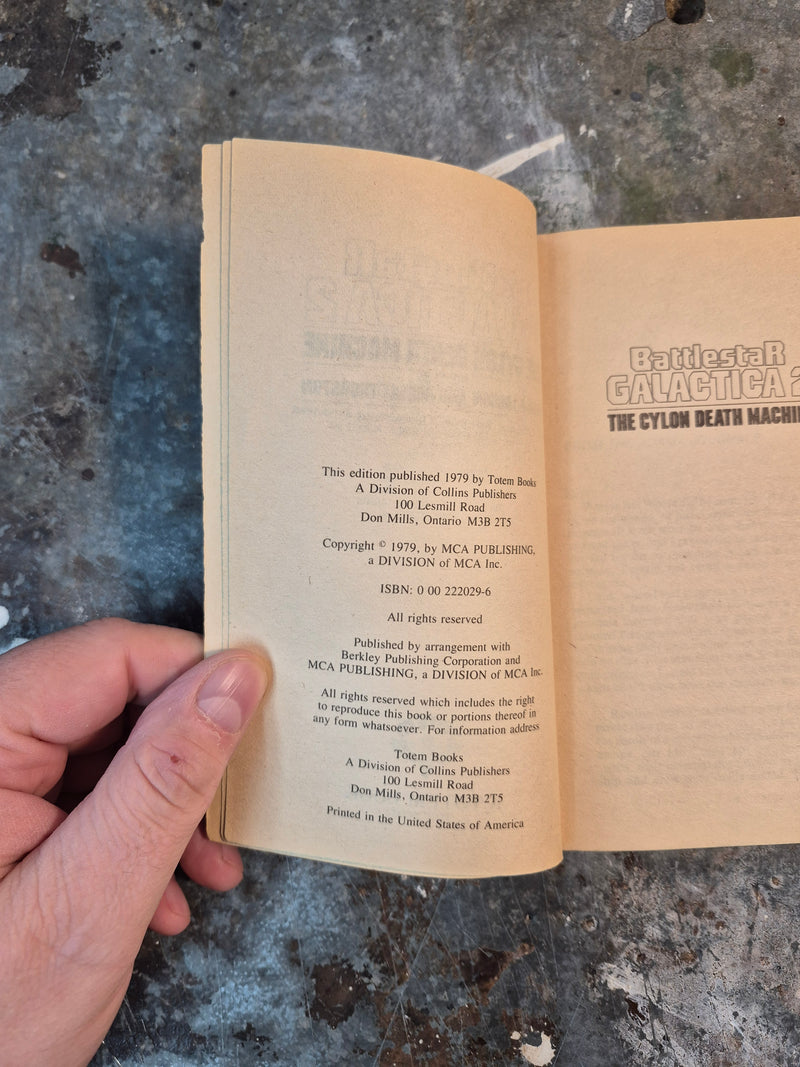 This edition published 1979 by Totem Books
A Division of Collins Publishers
100 Lesmill Road
Don Mills, Ontario M3B 2T5
Copyright © 1979, by MCA PUBLISHING,
a DIVISION of MCA Inc.
ISBN: 0 00 222029-6
All rights reserved
Published by arrangement with
Berkley Publishing Corporation and
MCA PUBLISHING, a DIVISION of MCA Inc.
All rights reserved which includes the right
to reproduce this book or portions thereof in
any form whatsoever. For information address
Totem Books
A Division of Collins Publishers
100 Lesmill Road
Don Mills, Ontario M3B 2T5
Printed in the United States of America
BattlestaR
GALACTICA 2
THE CYLON DEATH MACHIN